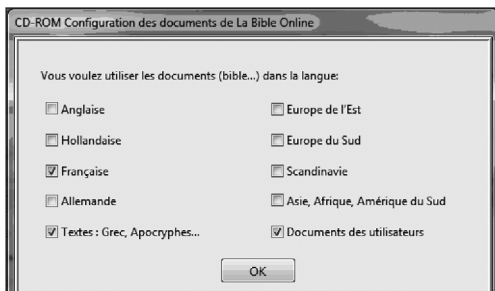 CD-ROM Configuration des documents de La Bible Online
Vous voulez utiliser les documents (bible...) dans la langue:
Anglaise
Hollandaise
Française
Allemande
Textes : Grec, Apocryphes...
Europe de l'Est
Europe du Sud
Scandinavie
Asie, Afrique, Amérique du Sud
Documents des utilisateurs
OK